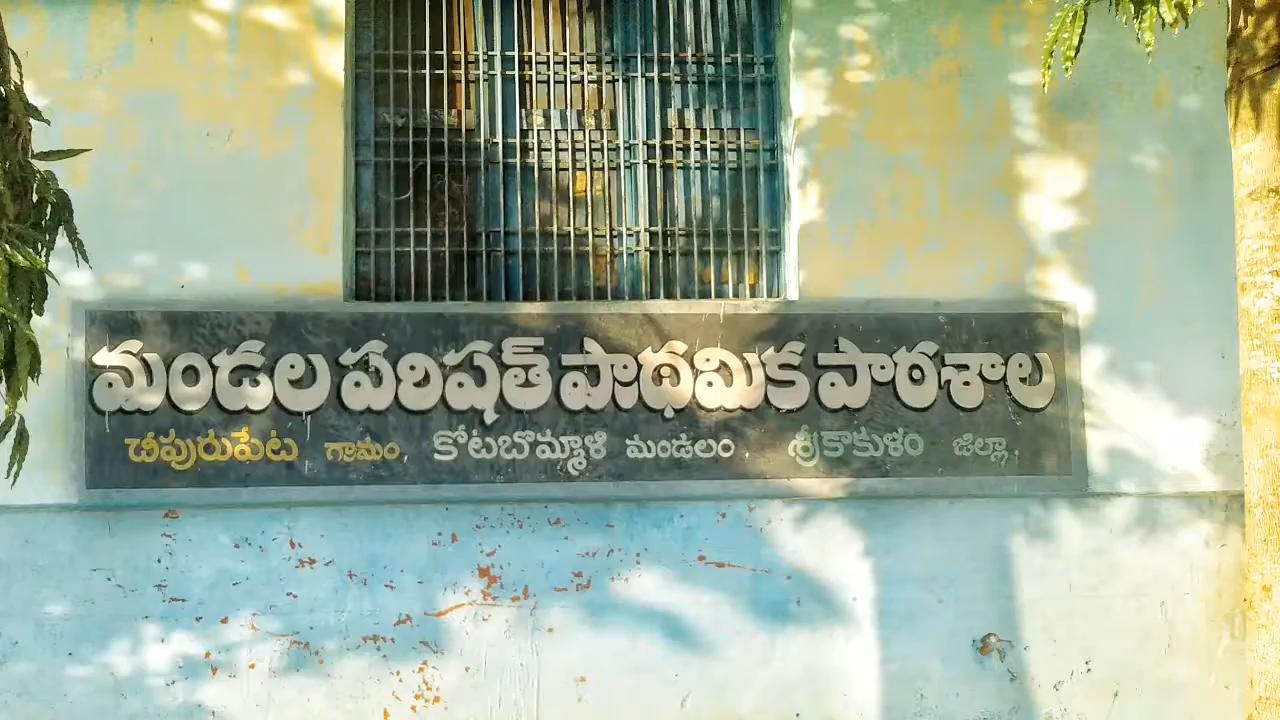 మండల పరిషత్ ప్రాథమిక పాఠశాల
చీపురుపేట గ్రామం కోటబొమ్మాళి మండలం శ్రీకాకుళం జిల్లా